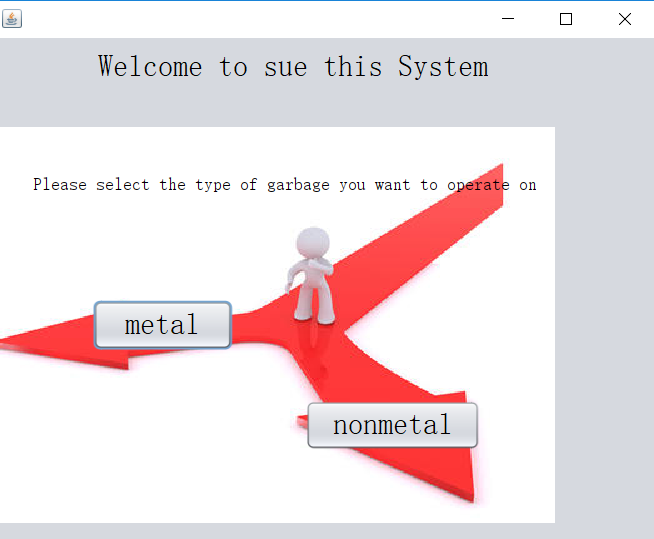 Welcome to sue this System
Please select the type of garbage you want to operate on
metal
nonmetal